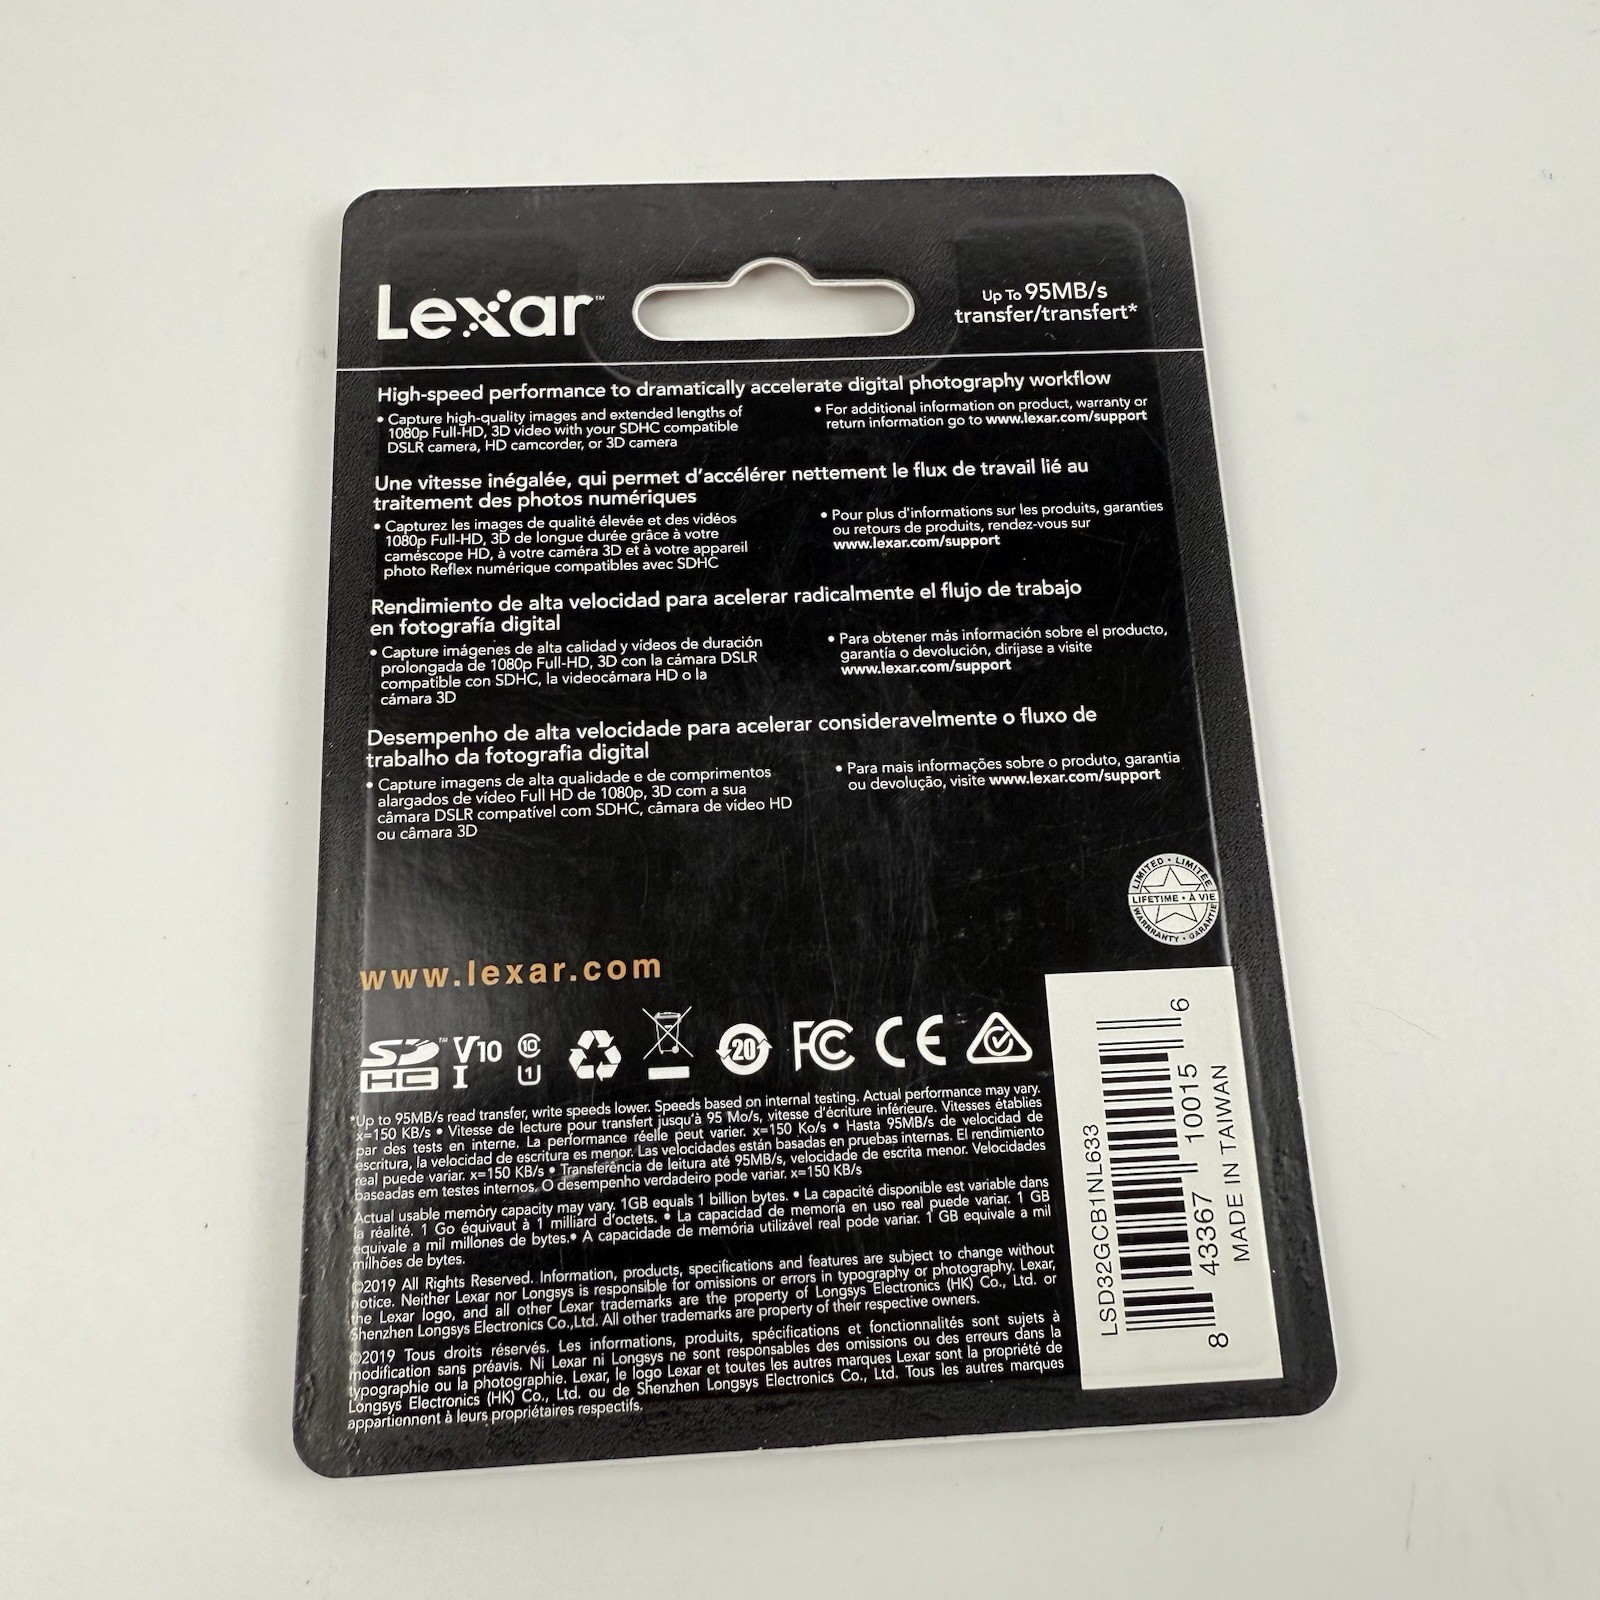 Lexar™
Up To 95MB/s
transfer/transfert*
High-speed performance to dramatically accelerate digital photography workflow
• Capture high-quality images and extended lengths of
1080p Full-HD, 3D video with your SDHC compatible
DSLR camera, HD camcorder, or 3D camera
• For additional information on product, warranty or
return information go to www.lexar.com/support
Une vitesse inégalée, qui permet d'accélérer nettement le flux de travail lié au
traitement des photos numériques
• Capturez les images de qualité élevée et des vidéos
1080p Full-HD, 3D de longue durée grâce à votre
caméscope HD, à votre caméra 3D et à votre appareil
photo Reflex numérique compatibles avec SDHC
• Pour plus d'informations sur les produits, garanties
ou retours de produits, rendez-vous sur
www.lexar.com/support
Rendimiento de alta velocidad para acelerar radicalmente el flujo de trabajo
en fotografía digital
• Capture imágenes de alta calidad y vídeos de duración
prolongada de 1080p Full-HD, 3D con la cámara DSLR
compatible con SDHC, la videocámara HD o la
cámara 3D
• Para obtener más información sobre el producto,
garantía o devolución, diríjase a visite
www.lexar.com/support
Desempenho de alta velocidade para acelerar consideravelmente o fluxo de
trabalho da fotografia digital
• Capture imagens de alta qualidade e de comprimentos
alargados de vídeo Full HD de 1080p, 3D com a sua
câmara DSLR compatível com SDHC, câmara de vídeo HD
ou câmara 3D
• Para mais informações sobre o produto, garantia
ou devolução, visite www.lexar.com/support
LIMITED • LIMITÉE
LIFETIME • À VIE
WARRRANTY • GARANTIE
www.lexar.com
SD™ HC I V10 10 1 20 FC CE
*Up to 95MB/s read transfer, write speeds lower. Speeds based on internal testing. Actual performance may vary.
x=150 KB/s • Vitesse de lecture pour transfert jusqu'à 95 Mo/s, vitesse d'écriture inférieure. Vitesses établies
par des tests en interne. La performance réelle peut varier. x=150 Ko/s • Hasta 95MB/s de velocidad de
escritura, la velocidad de escritura es menor. Las velocidades están basadas en pruebas internas. El rendimiento
real puede variar. x=150 KB/s • Transferência de leitura até 95MB/s, velocidade de escrita menor. Velocidades
baseadas em testes internos. O desempenho verdadeiro pode variar. x=150 KB/s
Actual usable memory capacity may vary. 1GB equals 1 billion bytes. • La capacité disponible est variable dans
la réalité. 1 Go équivaut à 1 milliard d'octets. • La capacidad de memoria en uso real puede variar. 1 GB
equivale a mil millones de bytes.• A capacidade de memória utilizável real pode variar. 1 GB equivale a mil
milhões de bytes.
©2019 All Rights Reserved. Information, products, specifications and features are subject to change without
notice. Neither Lexar nor Longsys is responsible for omissions or errors in typography or photography. Lexar,
the Lexar logo, and all other Lexar trademarks are the property of Longsys Electronics (HK) Co., Ltd. or
Shenzhen Longsys Electronics Co.,Ltd. All other trademarks are property of their respective owners.
©2019 Tous droits réservés. Les informations, produits, spécifications et fonctionnalités sont sujets à
modification sans préavis. Ni Lexar ni Longsys ne sont responsables des omissions ou des erreurs dans la
typographie ou la photographie. Lexar, le logo Lexar et toutes les autres marques Lexar sont la propriété de
Longsys Electronics (HK) Co., Ltd. ou de Shenzhen Longsys Electronics Co., Ltd. Tous les autres marques
appartiennent à leurs propriétaires respectifs.
LSD32GCB1NL633
8 43367 10015 6
MADE IN TAIWAN